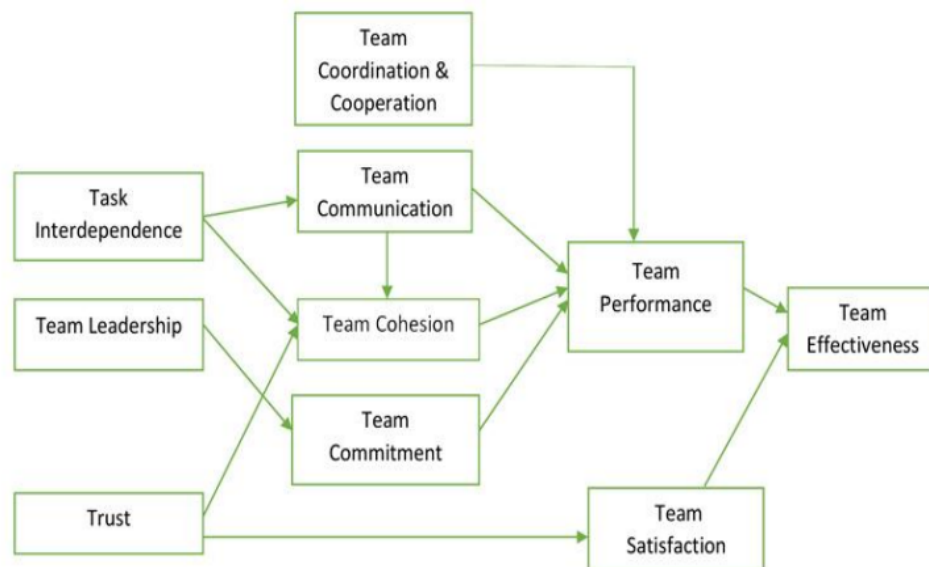 Team
Coordination &
Cooperation
Task
Interdependence
Team
Communication
Team Leadership
Team Cohesion
Team
Performance
Team
Effectiveness
Team
Commitment
Trust
Team
Satisfaction